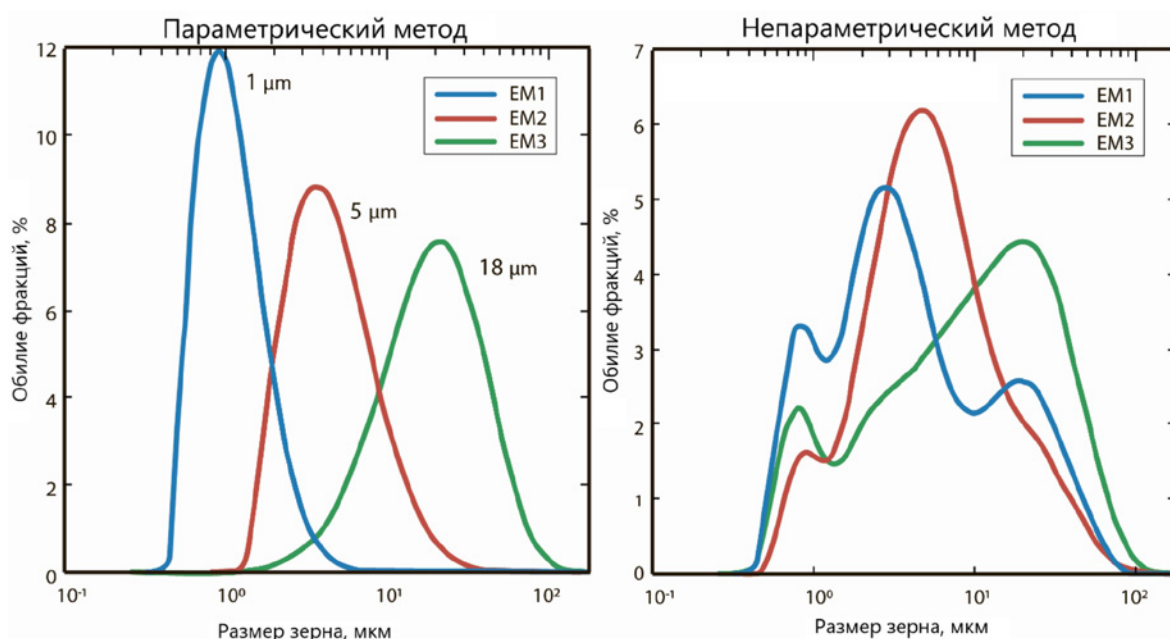 Параметрический метод
12
10
8
6
4
2
0
Обилие фракций, %
1 μm
5 μm
18 μm
EM1
EM2
EM3
10⁻¹
10⁰
10¹
10²
Размер зерна, мкм
Непараметрический метод
7
6
5
4
3
2
1
0
Обилие фракций, %
EM1
EM2
EM3
10⁻¹
10⁰
10¹
10²
Размер зерна, мкм